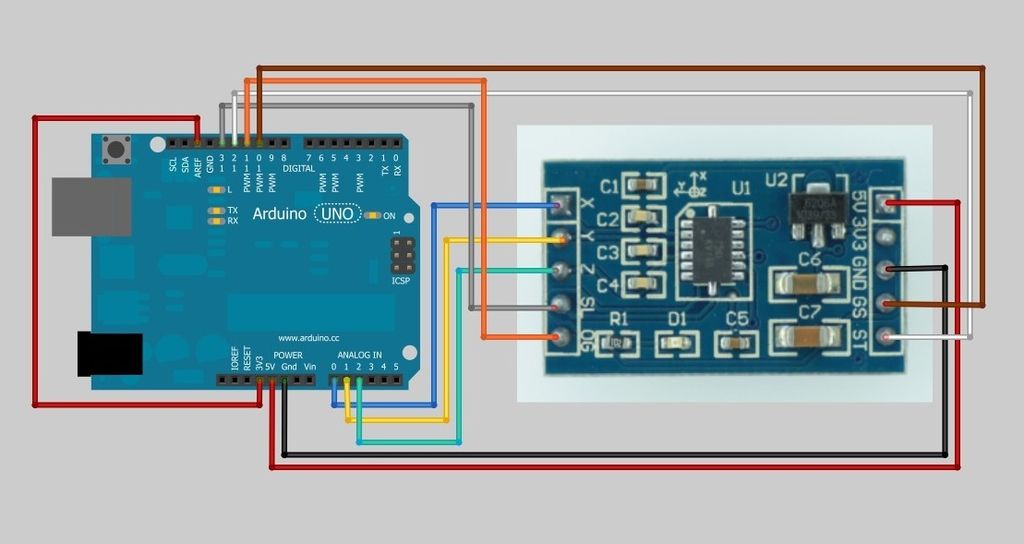 SCL SDA AREF GND 13 12 PWM 11 PWM 10 PWM 9 8 DIGITAL 7 PWM 6 PWM 5 4 PWM 3 2 TX 1 RX 0
L
TX
RX
Arduino UNO ON
1
ICSP
www.arduino.cc
POWER ANALOG IN
IOREF RESET 3V3 5V Gnd Vin 0 1 2 3 4 5
X Y Z SL 0G
C1
C2
C3
C4
R1 D1 C5
X
Y Z
U1
U2
6206A
C6
C7
5V 3V3 GND GS ST